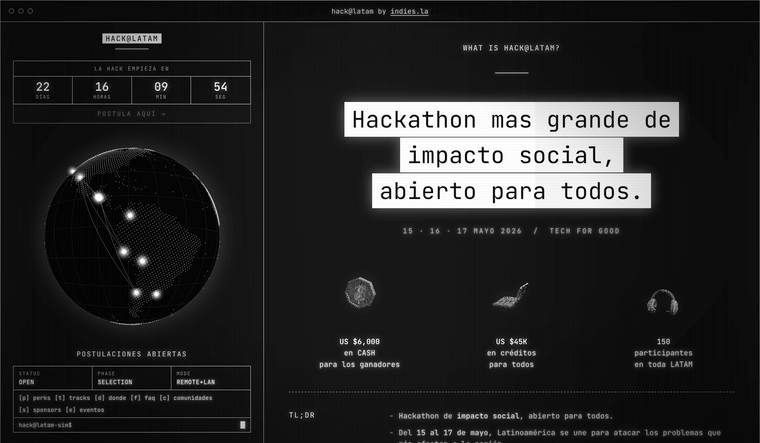 hack@latam by indies.la
HACK@LATAM
LA HACK EMPIEZA EN
22 16 09 54
DÍAS HORAS MIN SEG
POSTULA AQUÍ →
POSTULACIONES ABIERTAS
STATUS PHASE MODE
OPEN SELECTION REMOTE+LAN
[p] perks [t] tracks [d] donde [f] faq [c] comunidades
[s] sponsors [e] eventos
hack@latam-sim$
WHAT IS HACK@LATAM?
Hackathon mas grande de
impacto social,
abierto para todos.
15 · 16 · 17 MAYO 2026 / TECH FOR GOOD
US $6,000
en CASH
para los ganadores
US $45K
en créditos
para todos
150
participantes
en toda LATAM
TL;DR
- Hackathon de impacto social, abierto para todos.
- Del 15 al 17 de mayo, Latinoamérica se une para atacar los problemas que